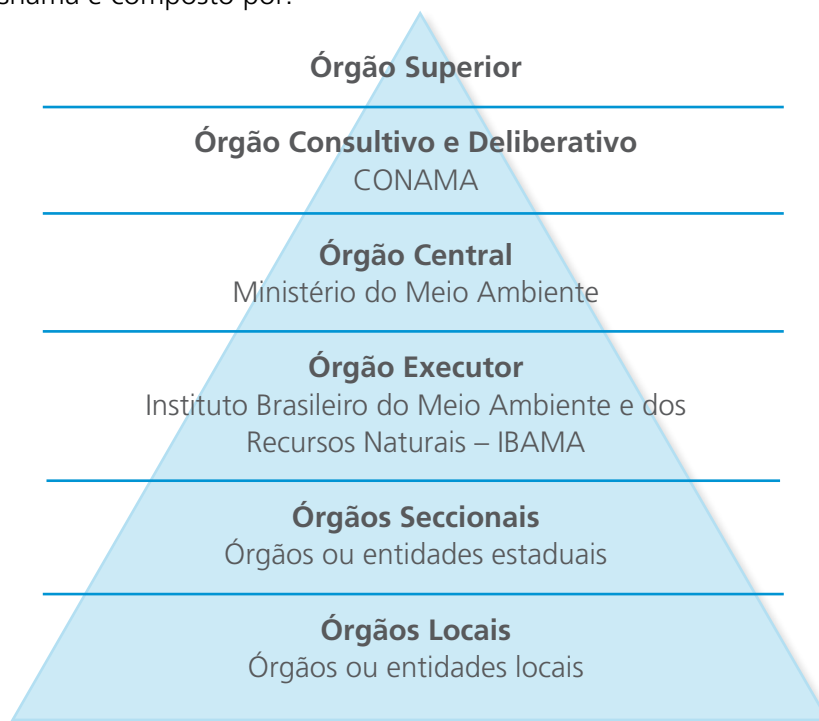 é composto por:
Órgão Superior
Órgão Consultivo e Deliberativo
CONAMA
Órgão Central
Ministério do Meio Ambiente
Órgão Executor
Instituto Brasileiro do Meio Ambiente e dos
Recursos Naturais – IBAMA
Órgãos Seccionais
Órgãos ou entidades estaduais
Órgãos Locais
Órgãos ou entidades locais